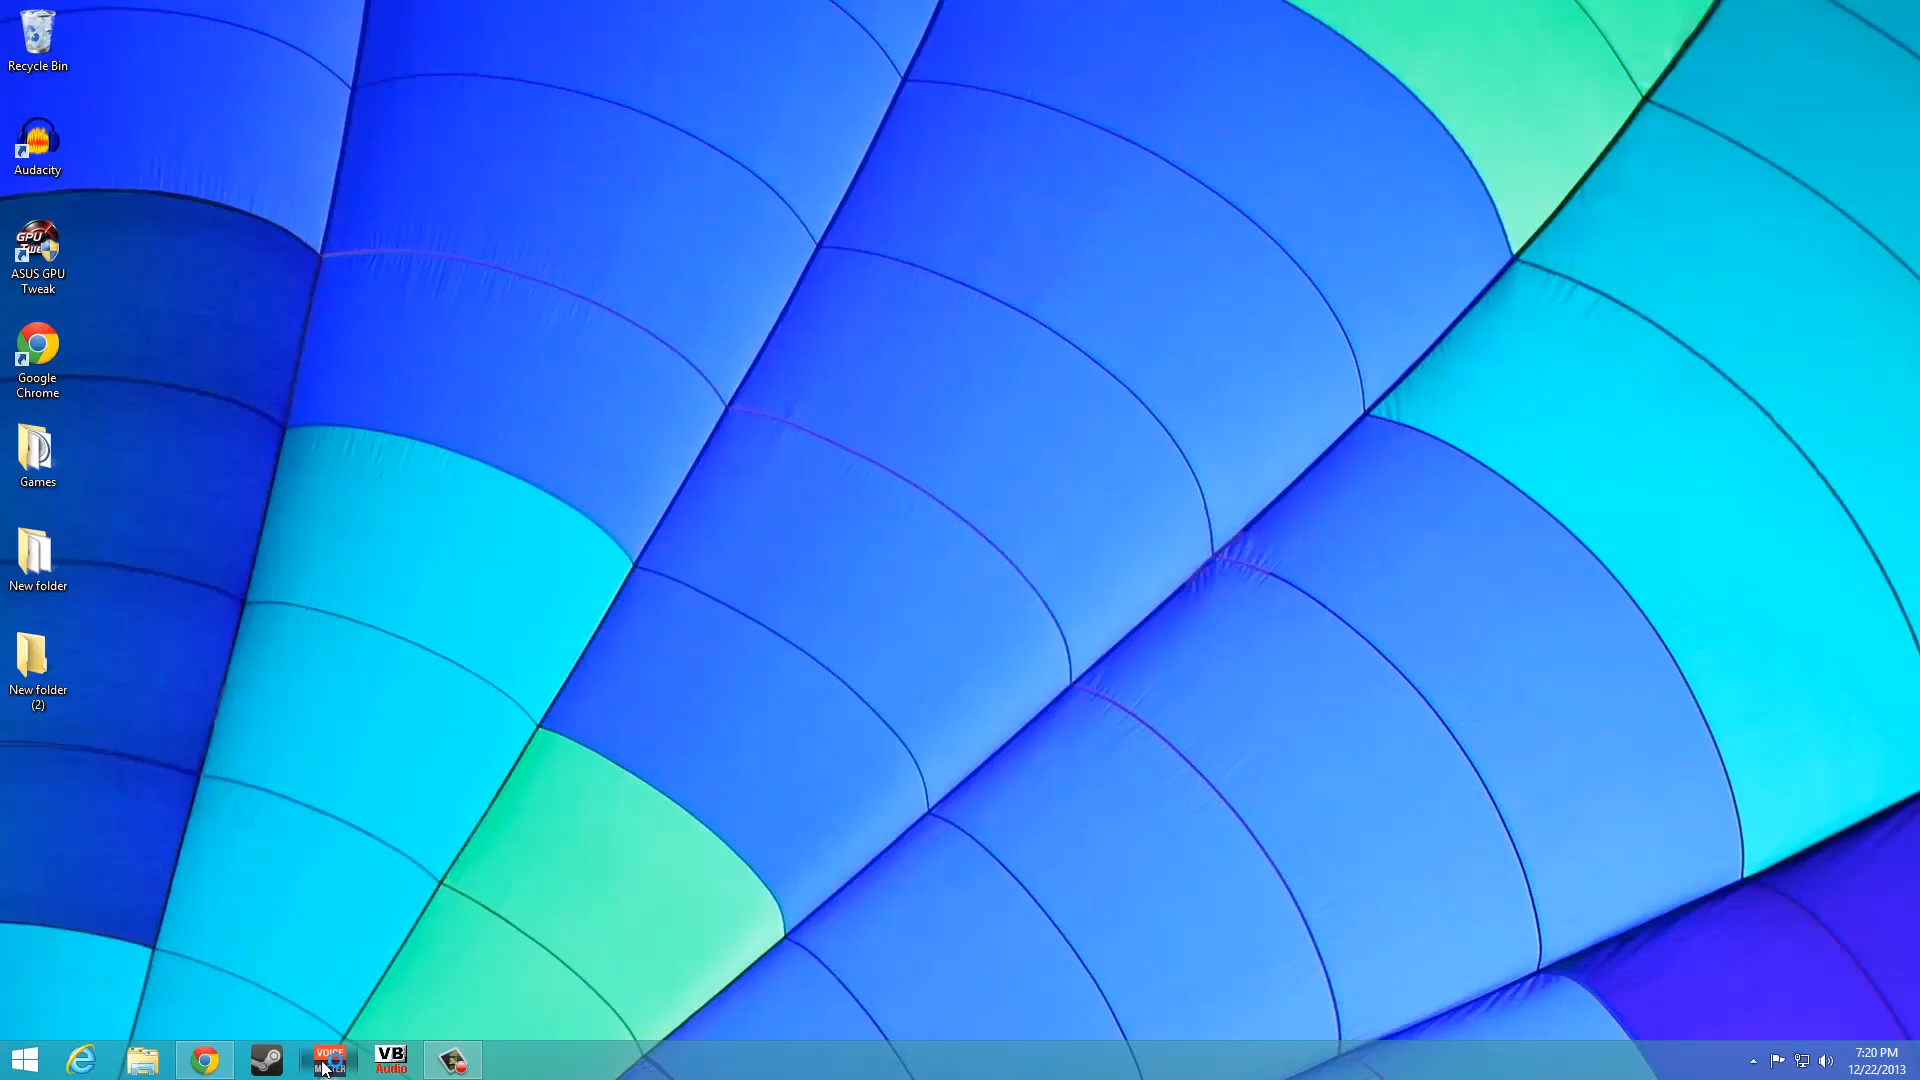 Recycle Bin
Audacity
GPU
ASUS GPU
Tweak
Google
Chrome
Games
New folder
New folder
(2)
VOICE
VB
Audio
7:20 PM
12/22/2013